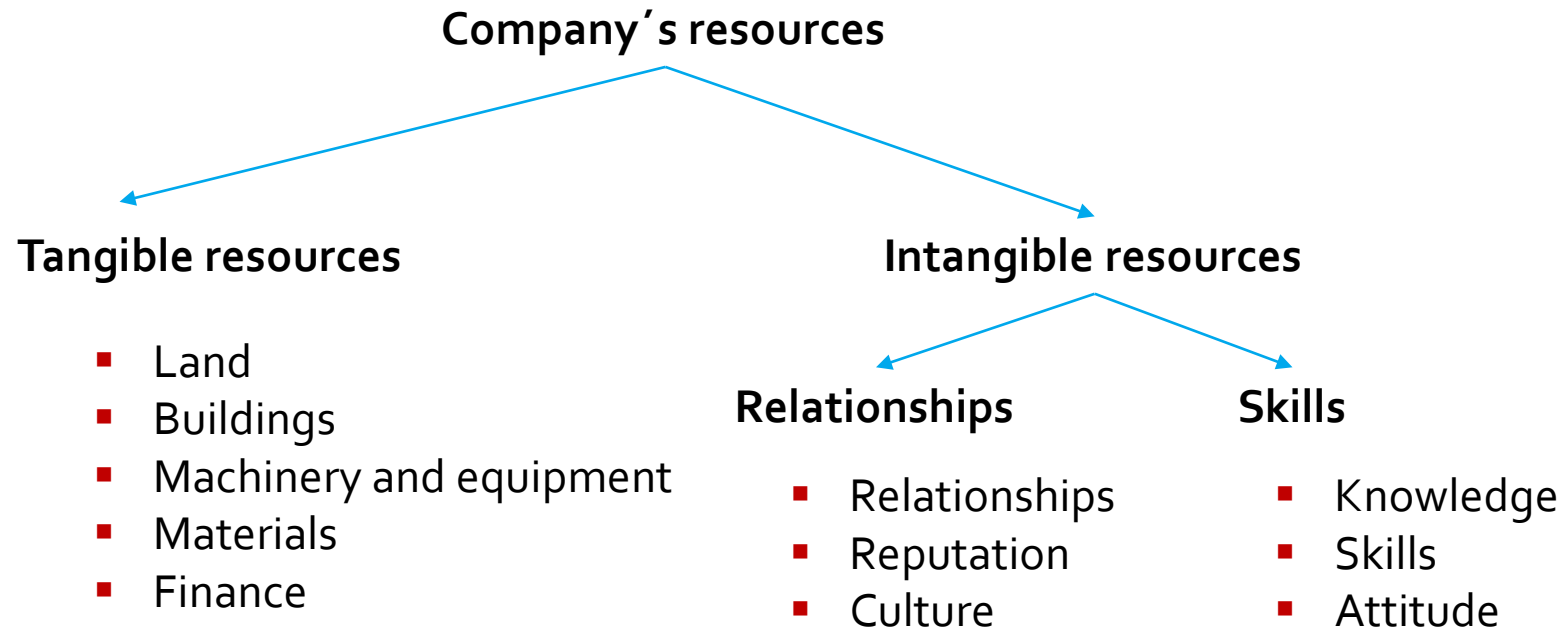 Company´s resources
Tangible resources
Land
Buildings
Machinery and equipment
Materials
Finance
Intangible resources
Relationships
Relationships
Reputation
Culture
Skills
Knowledge
Skills
Attitude